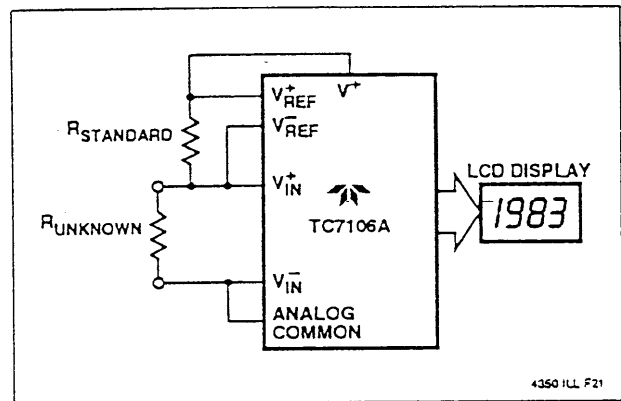 V+
V+REF
V-REF
RSTANDARD
V+IN
LCD DISPLAY
1983
TC7106A
RUNKNOWN
V-IN
ANALOG
COMMON
4350 ILL F21